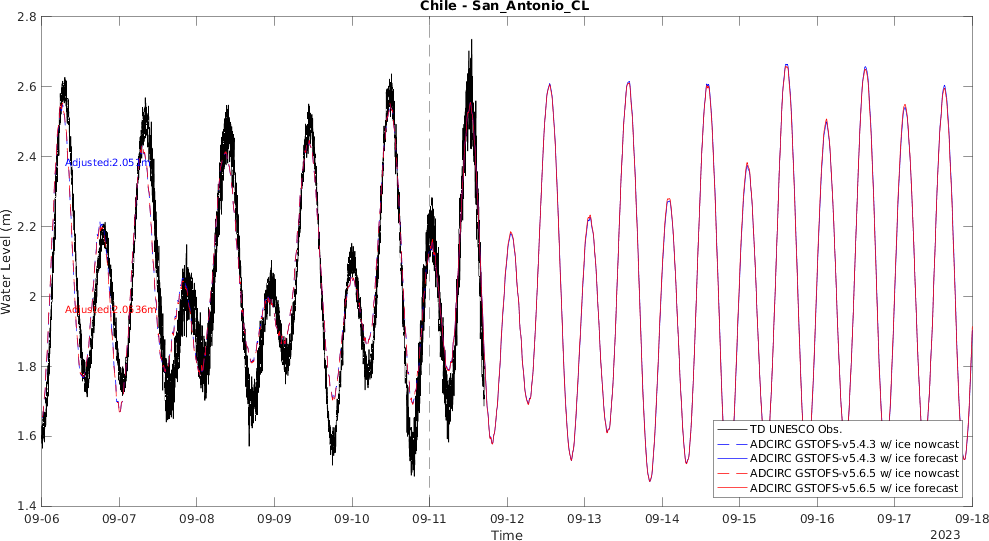 Chile - San_Antonio_CL
Water Level (m)
2.8
2.6
2.4
2.2
2
1.8
1.6
1.4
Adjusted:2.057m
Adjusted:2.0536m
TD UNESCO Obs.
ADCIRC GSTOFS-v5.4.3 w/ ice nowcast
ADCIRC GSTOFS-v5.4.3 w/ ice forecast
ADCIRC GSTOFS-v5.6.5 w/ ice nowcast
ADCIRC GSTOFS-v5.6.5 w/ ice forecast
09-06 09-07 09-08 09-09 09-10 09-11 09-12 09-13 09-14 09-15 09-16 09-17 09-18
Time
2023